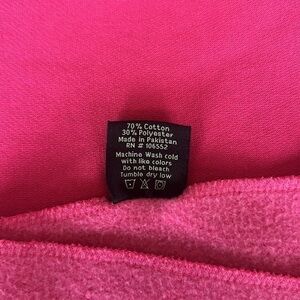 70% Cotton
30% Polyester
Made in Pakistan
RN # 106552
Machine Wash cold
with like colors
Do not bleach
Tumble dry low